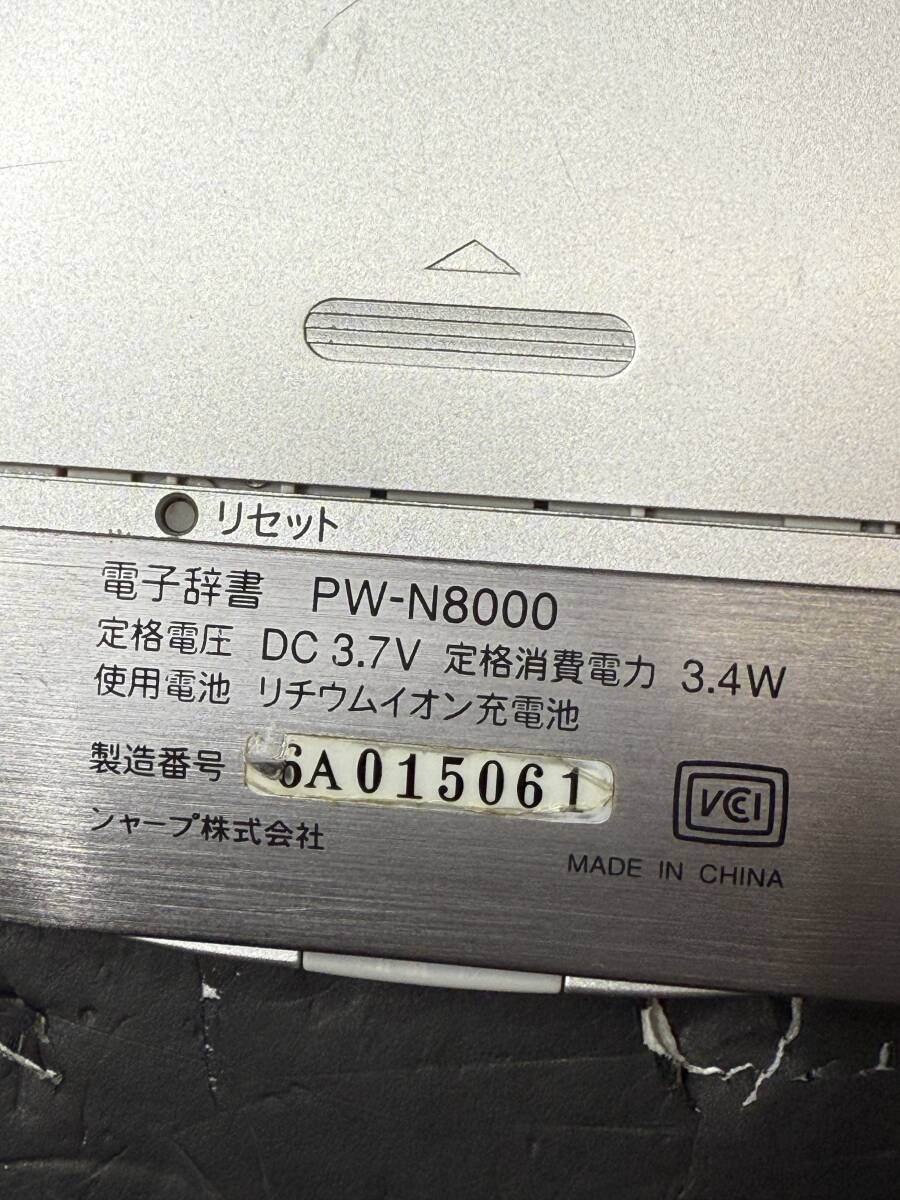 リセット
電子辞書 PW-N8000
定格電圧 DC 3.7V 定格消費電力 3.4W
使用電池 リチウムイオン充電池
製造番号 6A015061
シャープ株式会社
VCCI
MADE IN CHINA